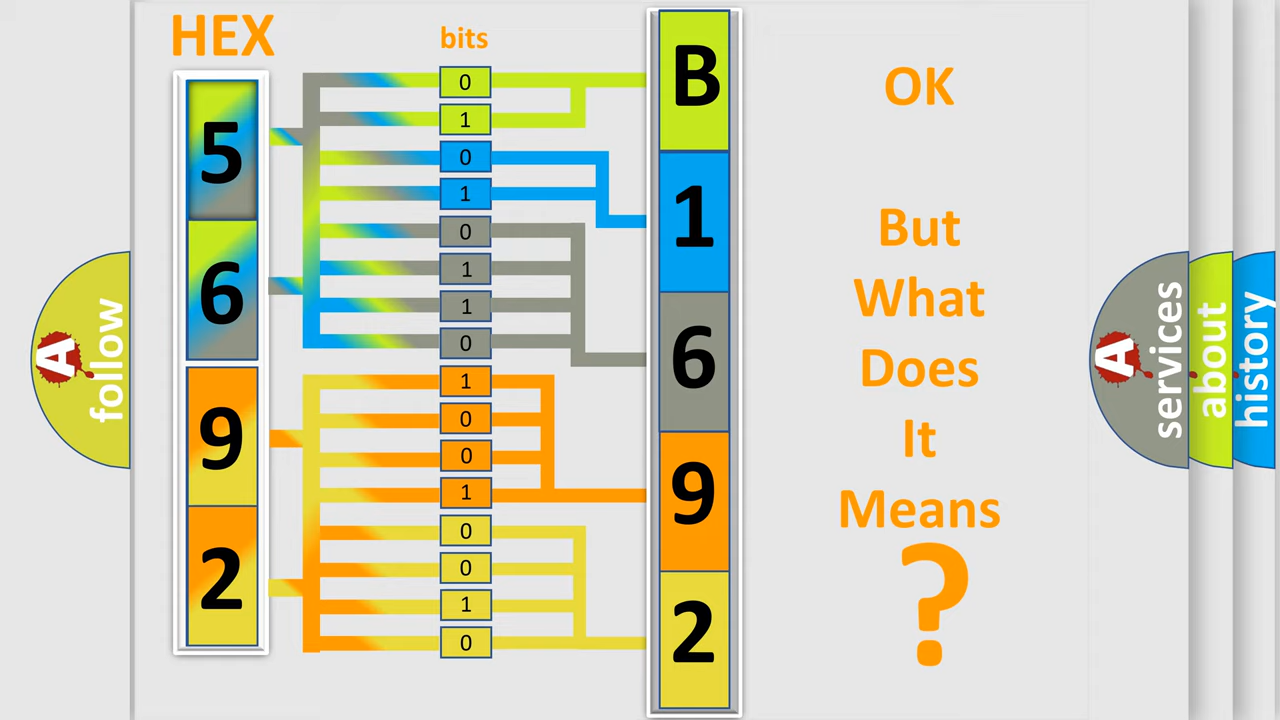 HEX
bits
5
6
9
2
0
1
0
1
0
1
1
0
1
0
0
1
0
0
1
0
B
1
6
9
2
OK
But
What
Does
It
Means
?
A
follow
A
services
about
history